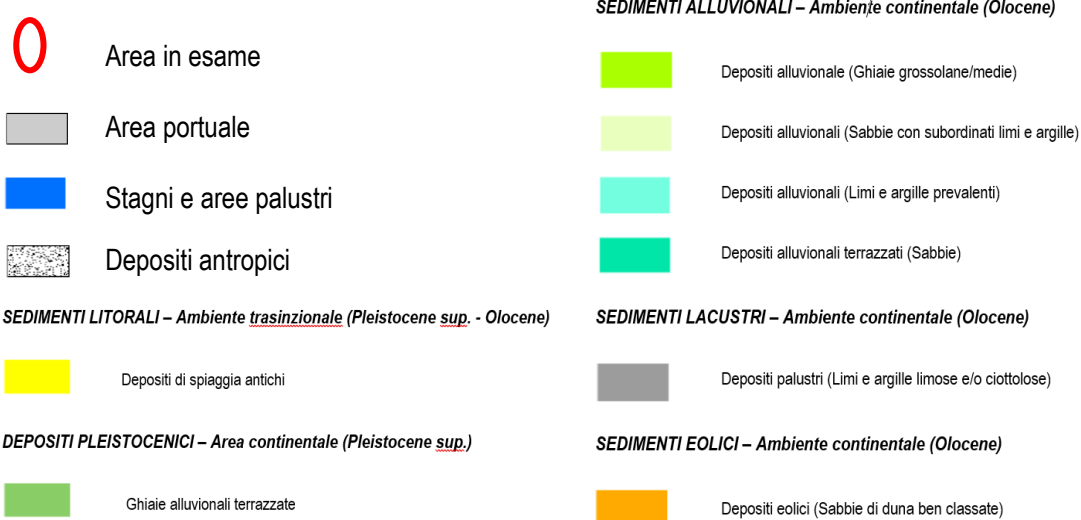 Area in esame
Area portuale
Stagni e aree palustri
Depositi antropici
SEDIMENTI LITORALI – Ambiente trasinzionale (Pleistocene sup. - Olocene)
Depositi di spiaggia antichi
DEPOSITI PLEISTOCENICI – Area continentale (Pleistocene sup.)
Ghiaie alluvionali terrazzate
SEDIMENTI ALLUVIONALI – Ambiente continentale (Olocene)
Depositi alluvionale (Ghiaie grossolane/medie)
Depositi alluvionali (Sabbie con subordinati limi e argille)
Depositi alluvionali (Limi e argille prevalenti)
Depositi alluvionali terrazzati (Sabbie)
SEDIMENTI LACUSTRI – Ambiente continentale (Olocene)
Depositi palustri (Limi e argille limose e/o ciottolose)
SEDIMENTI EOLICI – Ambiente continentale (Olocene)
Depositi eolici (Sabbie di duna ben classate)